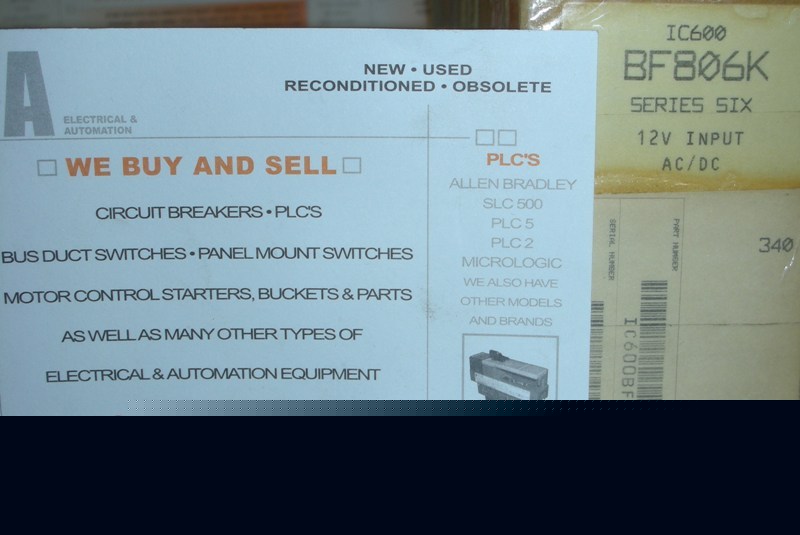 A
ELECTRICAL &
AUTOMATION
NEW • USED
RECONDITIONED • OBSOLETE
WE BUY AND SELL
CIRCUIT BREAKERS • PLC'S
BUS DUCT SWITCHES • PANEL MOUNT SWITCHES
MOTOR CONTROL STARTERS, BUCKETS & PARTS
AS WELL AS MANY OTHER TYPES OF
ELECTRICAL & AUTOMATION EQUIPMENT
PLC'S
ALLEN BRADLEY
SLC 500
PLC 5
PLC 2
MICROLOGIC
WE ALSO HAVE
OTHER MODELS
AND BRANDS
IC600
BF806K
SERIES SIX
12V INPUT
AC/DC
340
PART NUMBER
IC600BF
SERIAL NUMBER